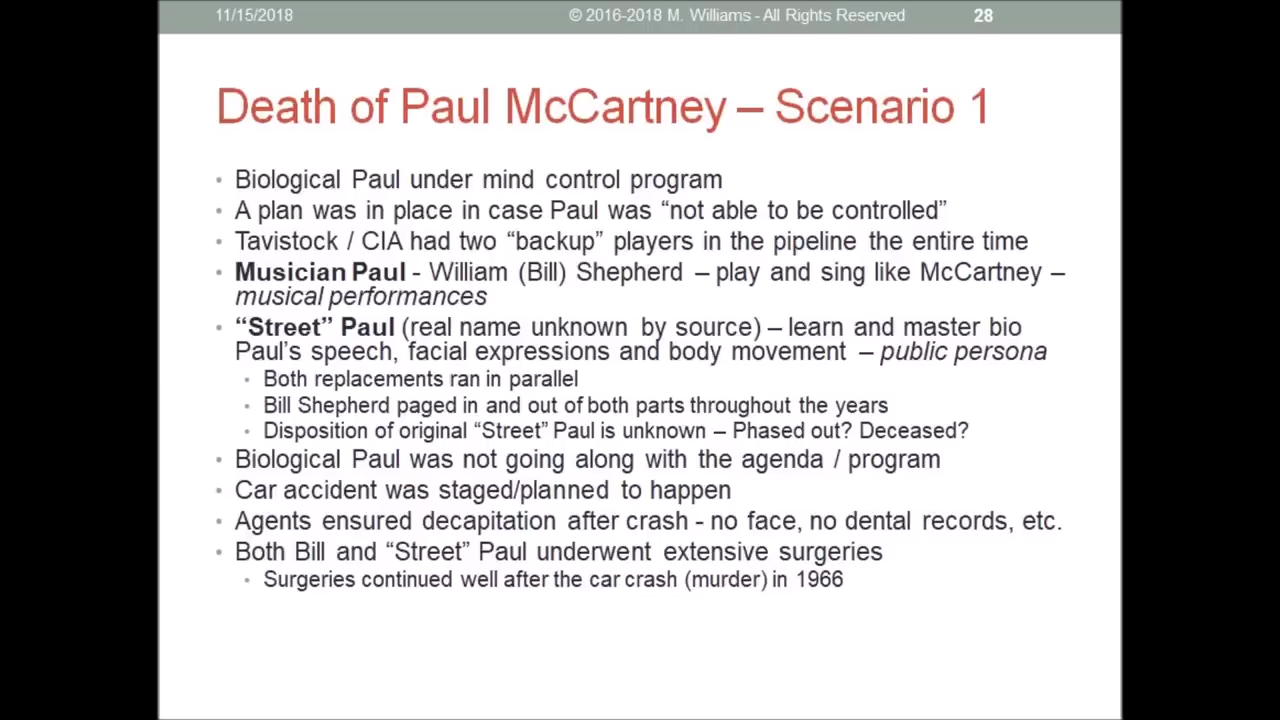 11/15/2018 © 2016-2018 M. Williams - All Rights Reserved 28
Death of Paul McCartney – Scenario 1
• Biological Paul under mind control program
• A plan was in place in case Paul was “not able to be controlled”
• Tavistock / CIA had two “backup” players in the pipeline the entire time
• Musician Paul - William (Bill) Shepherd – play and sing like McCartney –
musical performances
• “Street” Paul (real name unknown by source) – learn and master bio
Paul’s speech, facial expressions and body movement – public persona
• Both replacements ran in parallel
• Bill Shepherd paged in and out of both parts throughout the years
• Disposition of original “Street” Paul is unknown – Phased out? Deceased?
• Biological Paul was not going along with the agenda / program
• Car accident was staged/planned to happen
• Agents ensured decapitation after crash - no face, no dental records, etc.
• Both Bill and “Street” Paul underwent extensive surgeries
• Surgeries continued well after the car crash (murder) in 1966